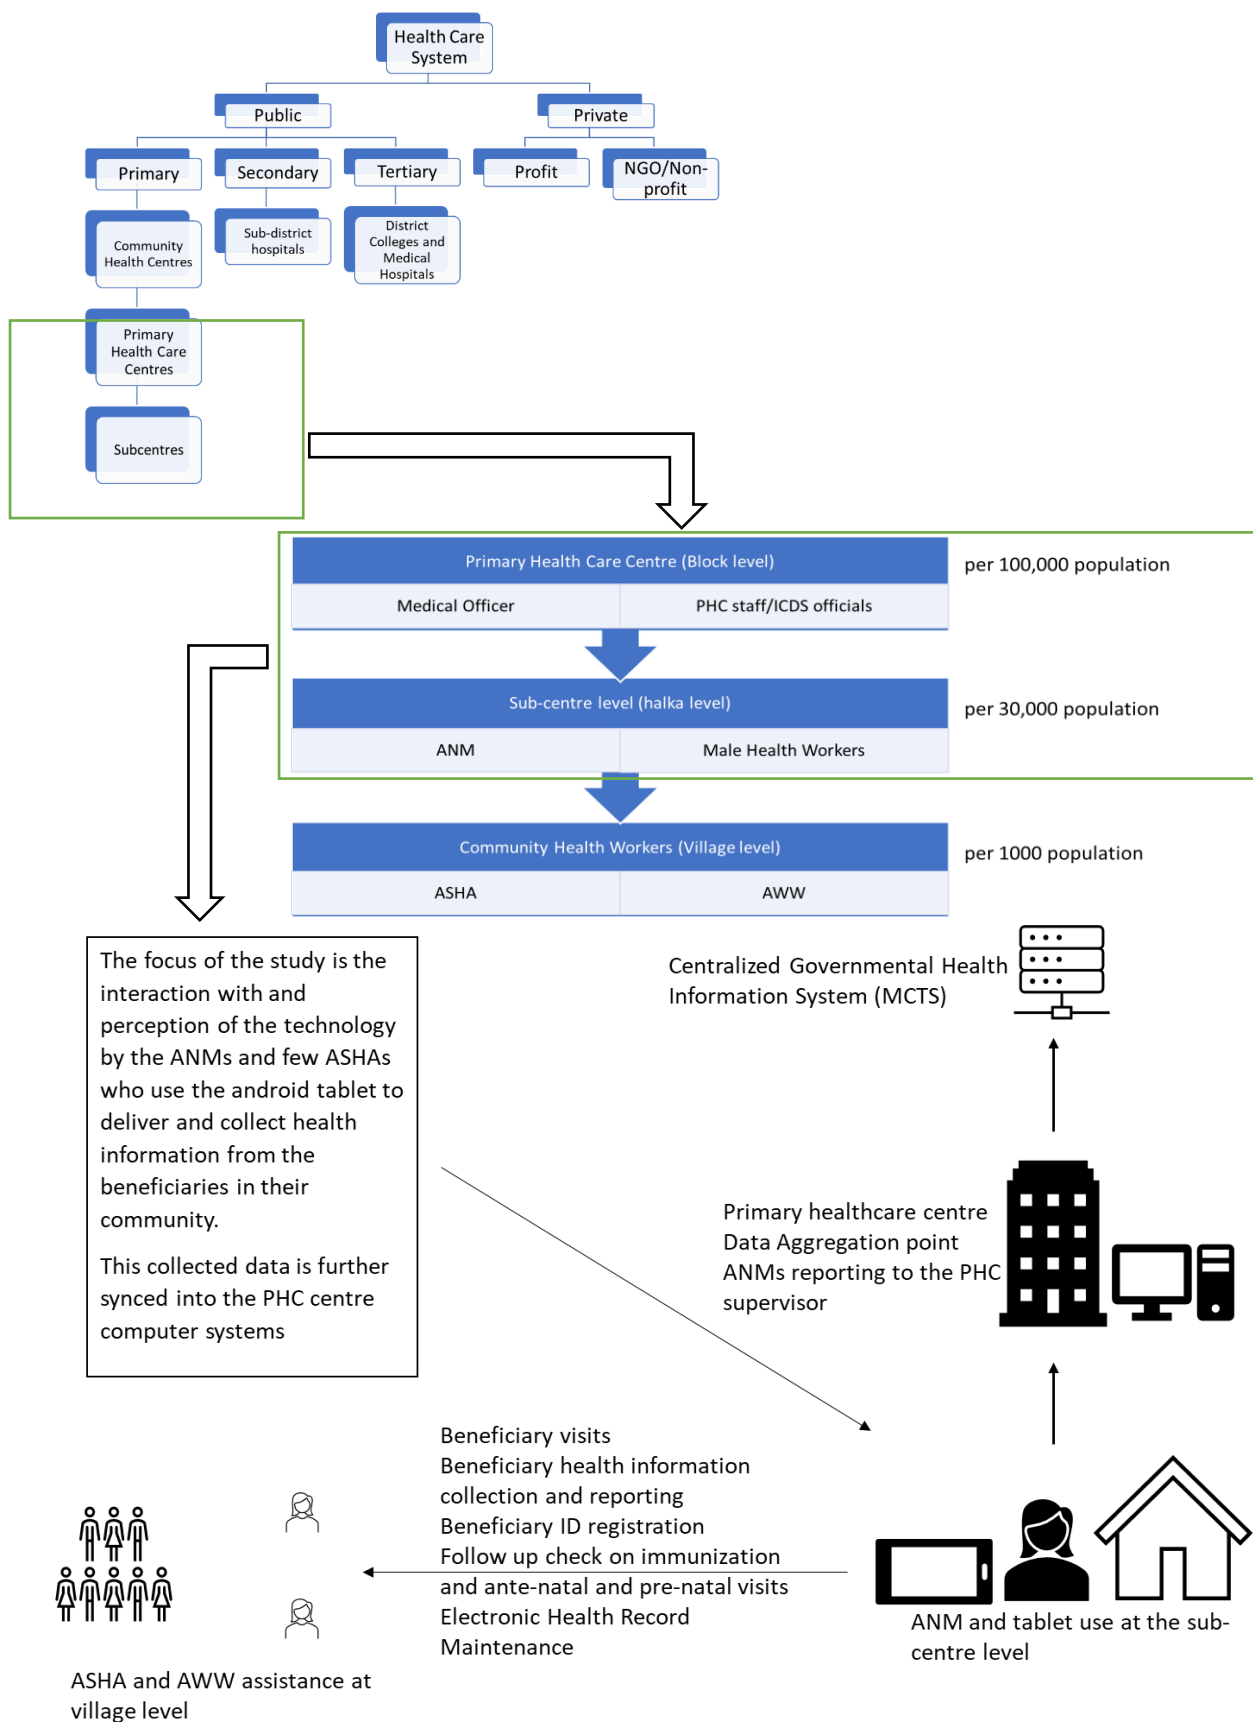 Health Care
System
Public
Private
Primary
Secondary
Tertiary
Profit
NGO/Non-
profit
Community
Health Centres
Sub-district
hospitals
District
Colleges and
Medical
Hospitals
Primary
Health Care
Centres
Subcentres
Primary Health Care Centre (Block level)
per 100,000 population
Medical Officer
PHC staff/ICDS officials
Sub-centre level (halka level)
per 30,000 population
ANM
Male Health Workers
Community Health Workers (Village level)
per 1000 population
ASHA
AWW
The focus of the study is the
interaction with and
perception of the technology
by the ANMs and few ASHAs
who use the android tablet to
deliver and collect health
information from the
beneficiaries in their
community.
This collected data is further
synced into the PHC centre
computer systems
Centralized Governmental Health
Information System (MCTS)
Primary healthcare centre
Data Aggregation point
ANMs reporting to the PHC
supervisor
Beneficiary visits
Beneficiary health information
collection and reporting
Beneficiary ID registration
Follow up check on immunization
and ante-natal and pre-natal visits
Electronic Health Record
Maintenance
ANM and tablet use at the sub-
centre level
ASHA and AWW assistance at
village level